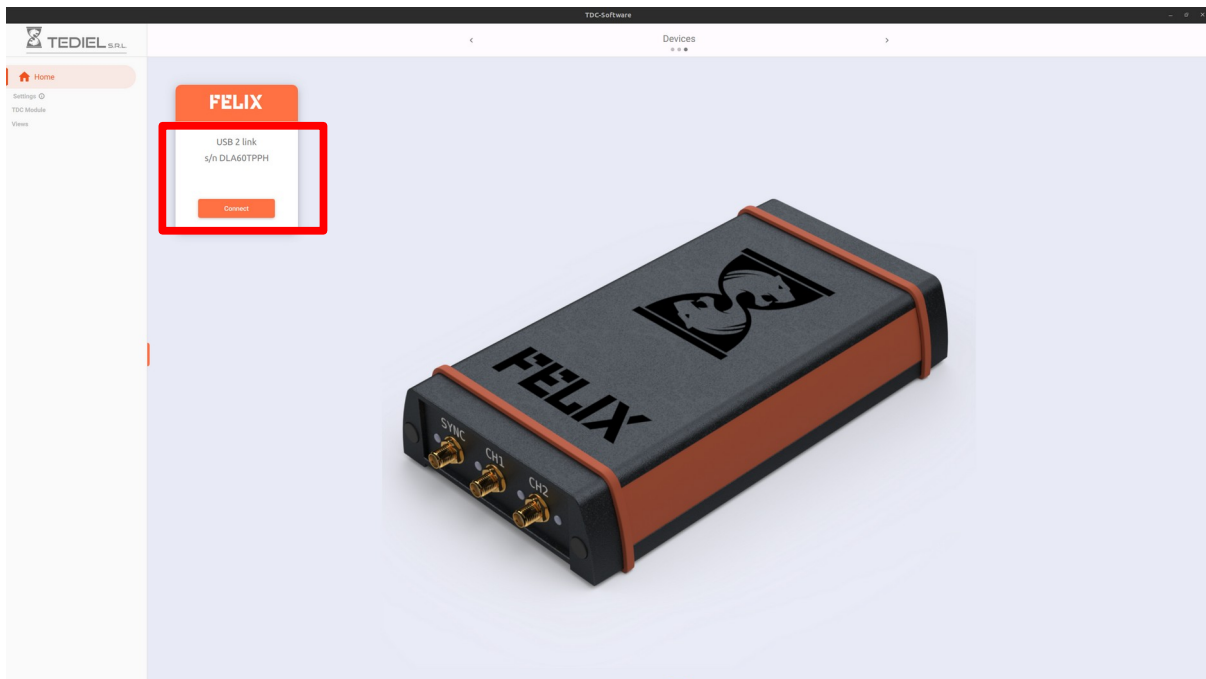 TDC-Software
TEDIEL S.R.L.
‹ Devices ›
Home
Settings
TDC Module
Views
FELIX
USB 2 link
s/n DLA60TPPH
Connect
FELIX
SYNC
CH1
CH2